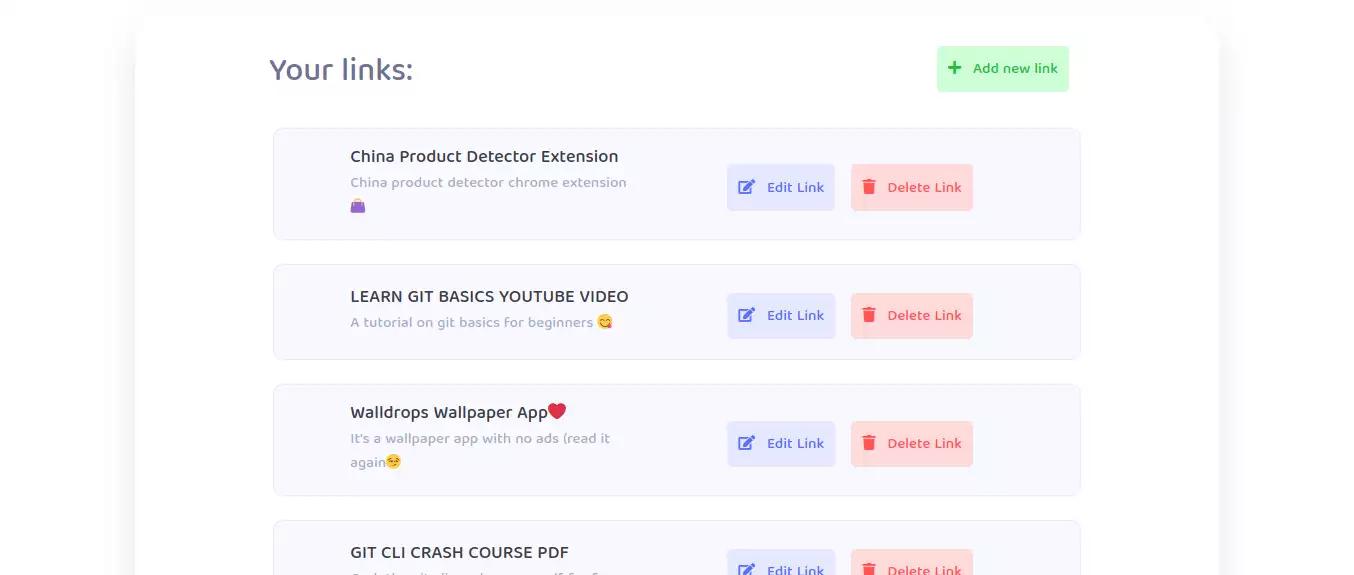 Your links:
Add new link
China Product Detector Extension
China product detector chrome extension
👜
Edit Link
Delete Link
LEARN GIT BASICS YOUTUBE VIDEO
A tutorial on git basics for beginners 😋
Edit Link
Delete Link
Walldrops Wallpaper App❤️
It's a wallpaper app with no ads (read it
again😏
Edit Link
Delete Link
GIT CLI CRASH COURSE PDF
Edit Link
Delete Link